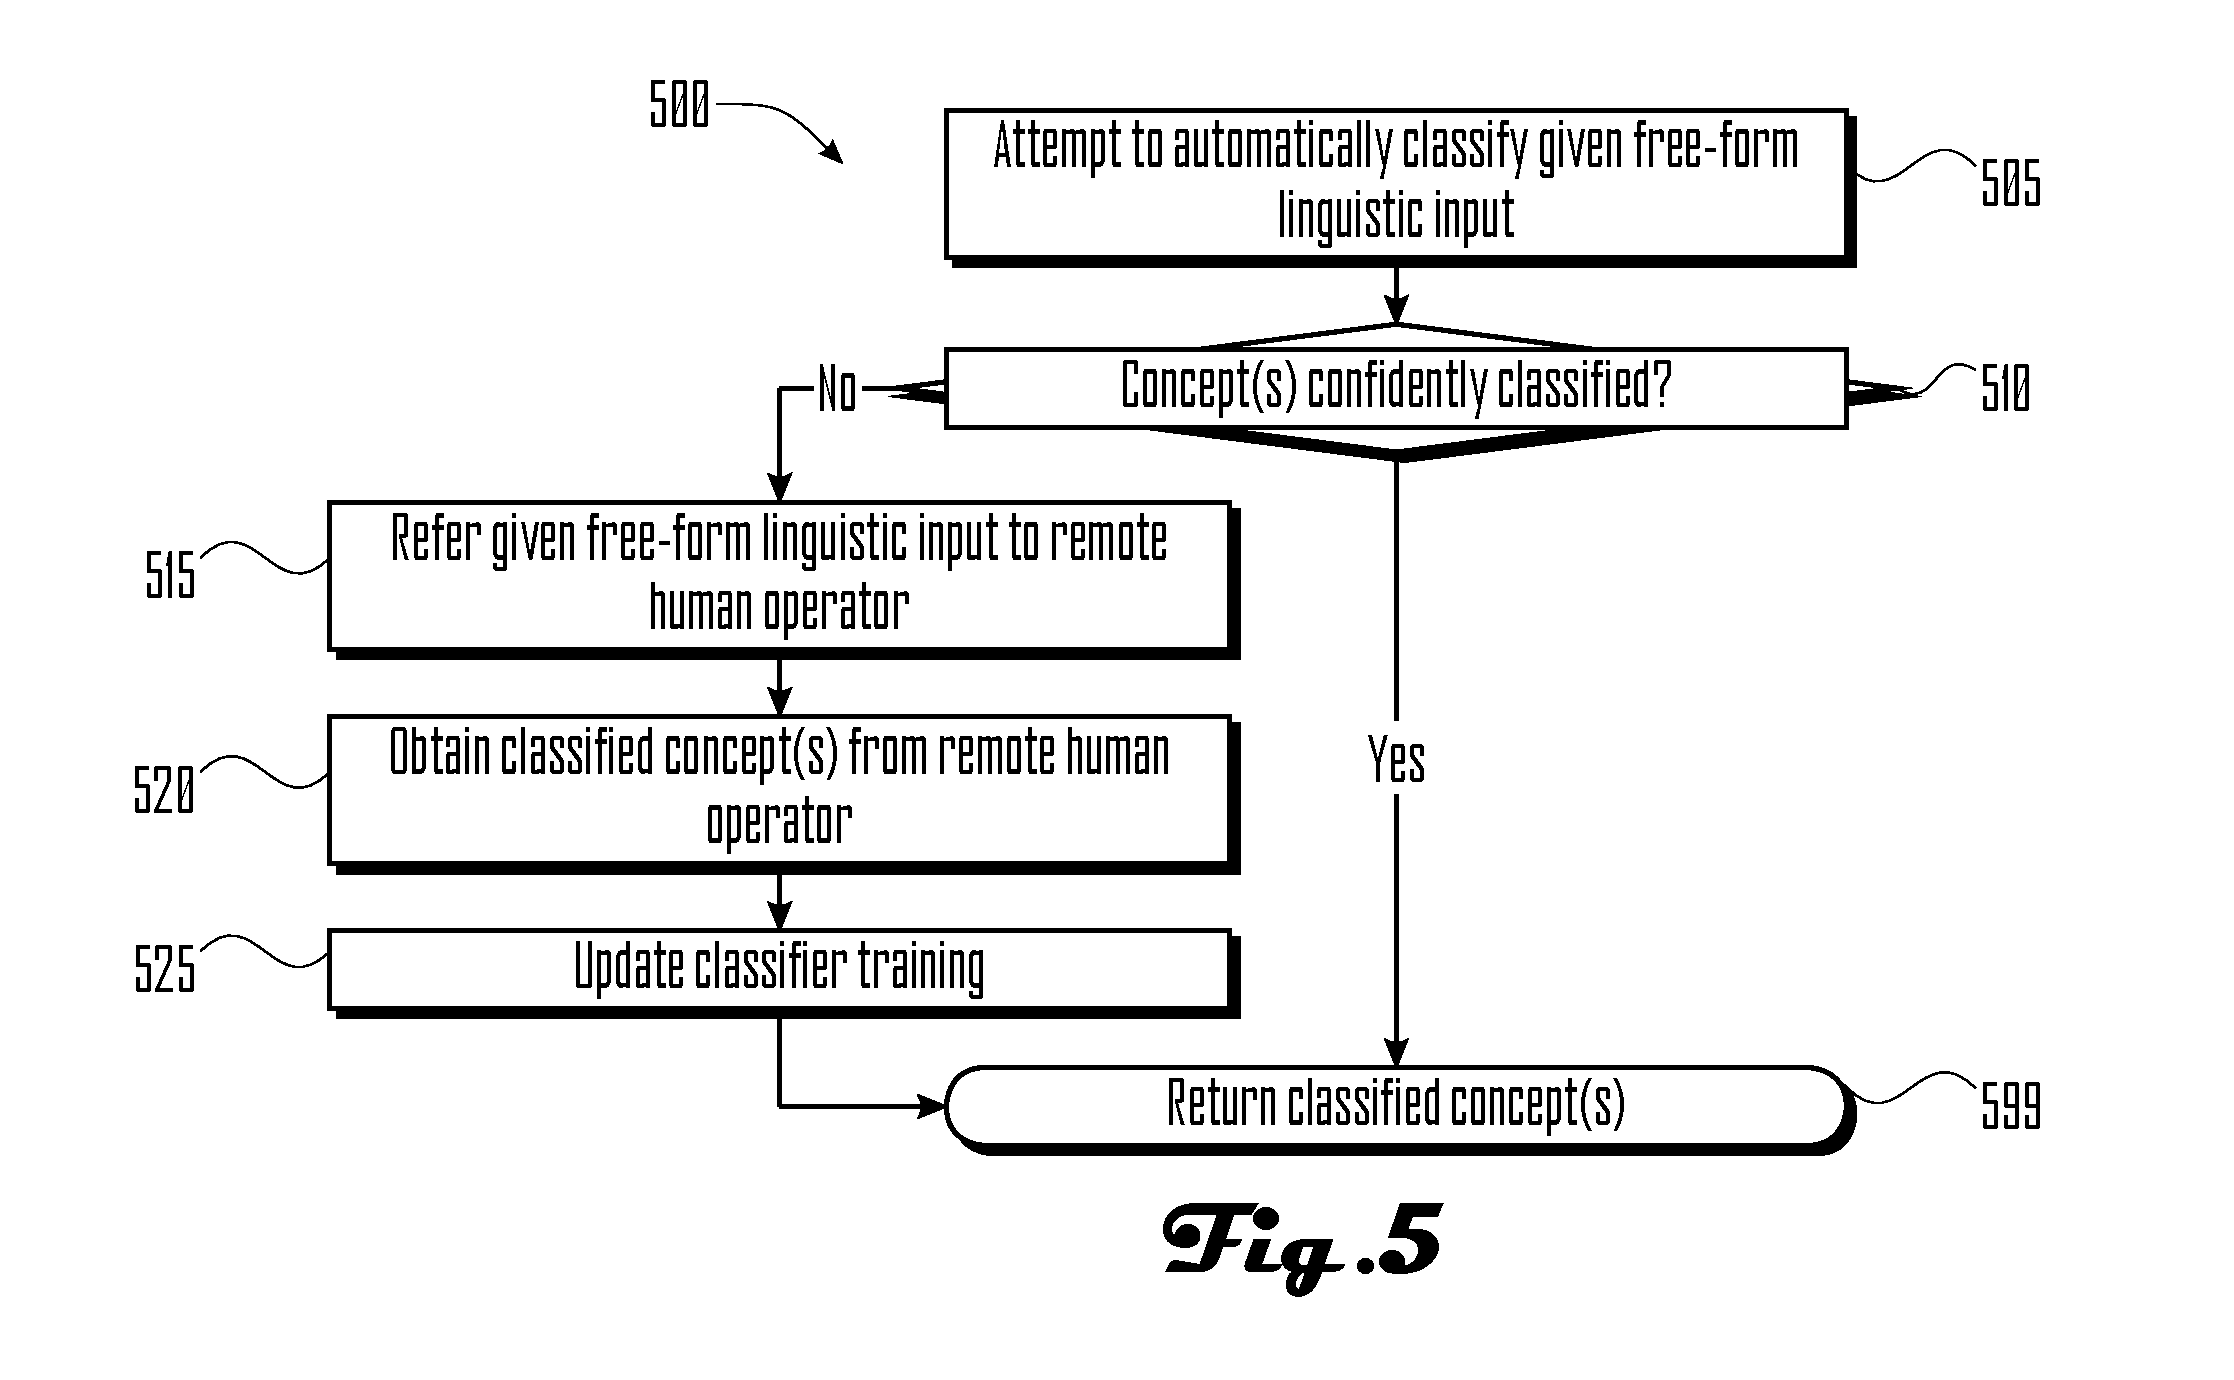 500
Attempt to automatically classify given free-form
linguistic input
505
Concept(s) confidently classified?
510
No
Refer given free-form linguistic input to remote
human operator
515
Obtain classified concept(s) from remote human
operator
520
Yes
Update classifier training
525
Return classified concept(s)
599
Fig.5